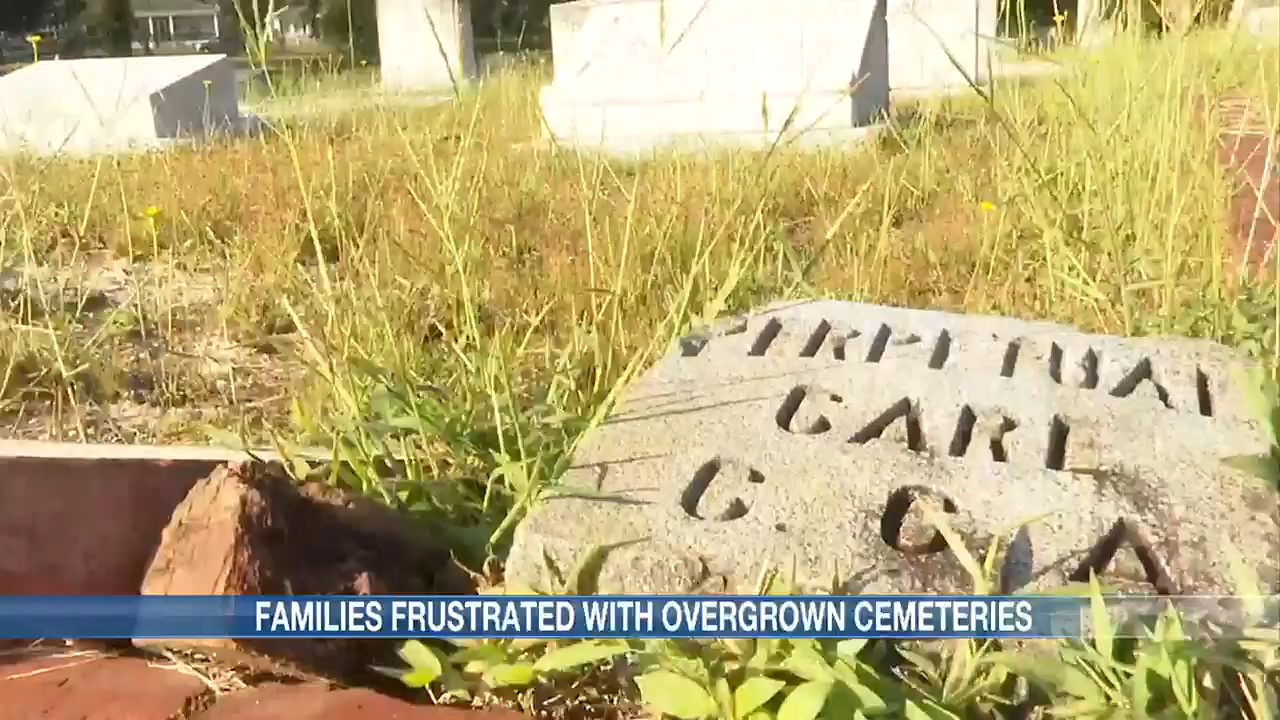 PERPETUAL
CARE
C. C. A
FAMILIES FRUSTRATED WITH OVERGROWN CEMETERIES